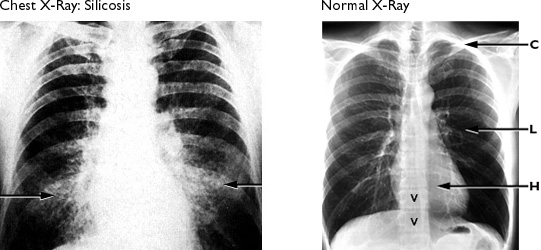 Chest X-Ray: Silicosis
Normal X-Ray
C
L
H
V
V